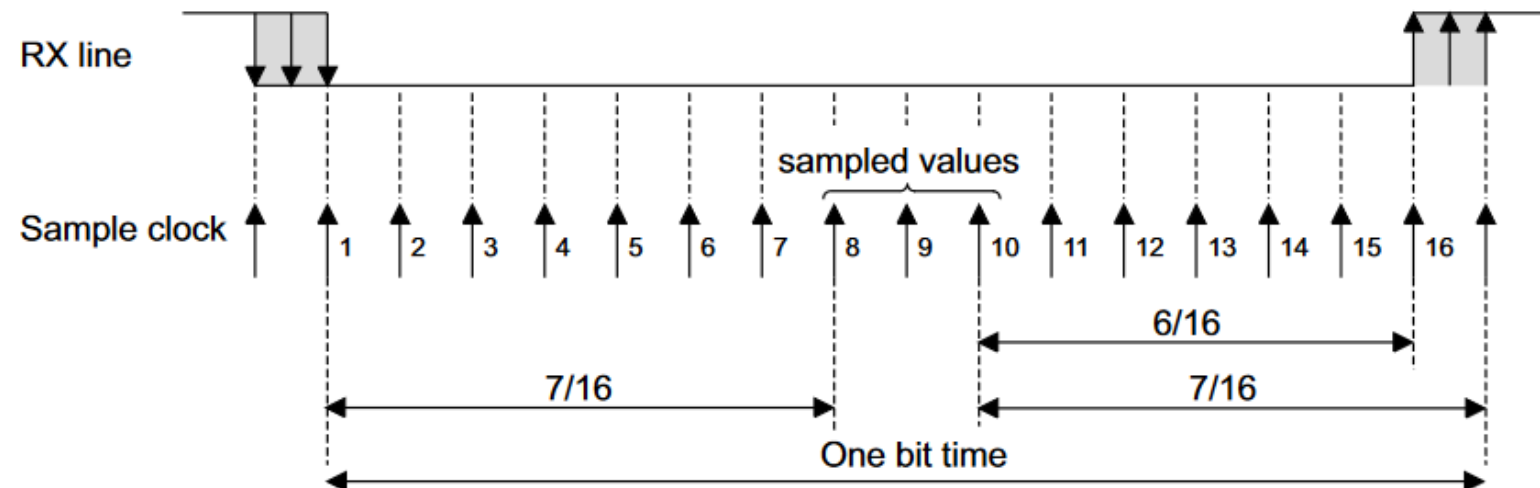 RX line
sampled values
Sample clock
1 2 3 4 5 6 7 8 9 10 11 12 13 14 15 16
6/16
7/16 7/16
One bit time